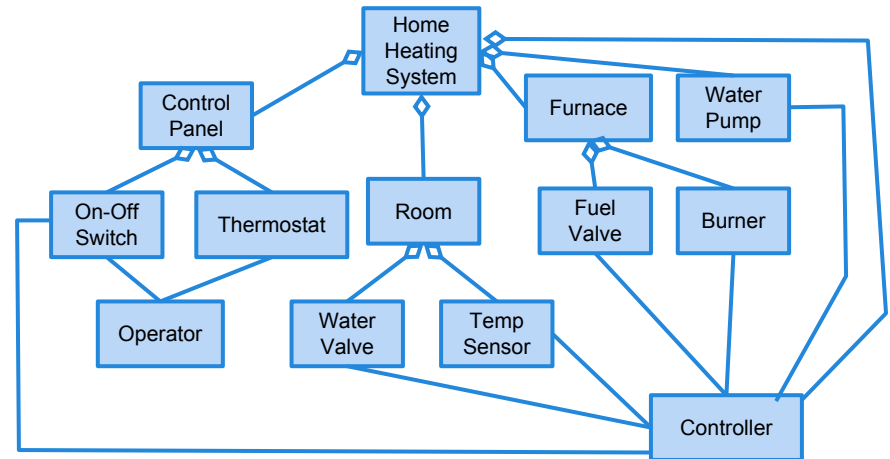 Home
Heating
System
Control
Panel
Furnace
Water
Pump
On-Off
Switch
Thermostat
Room
Fuel
Valve
Burner
Operator
Water
Valve
Temp
Sensor
Controller